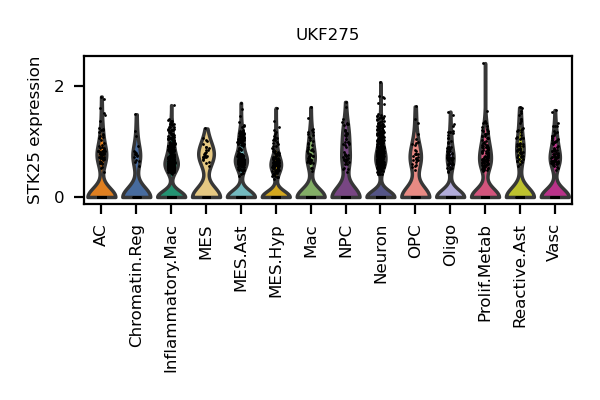 UKF275
STK25 expression
2
0
AC
Chromatin.Reg
Inflammatory.Mac
MES
MES.Ast
MES.Hyp
Mac
NPC
Neuron
OPC
Oligo
Prolif.Metab
Reactive.Ast
Vasc